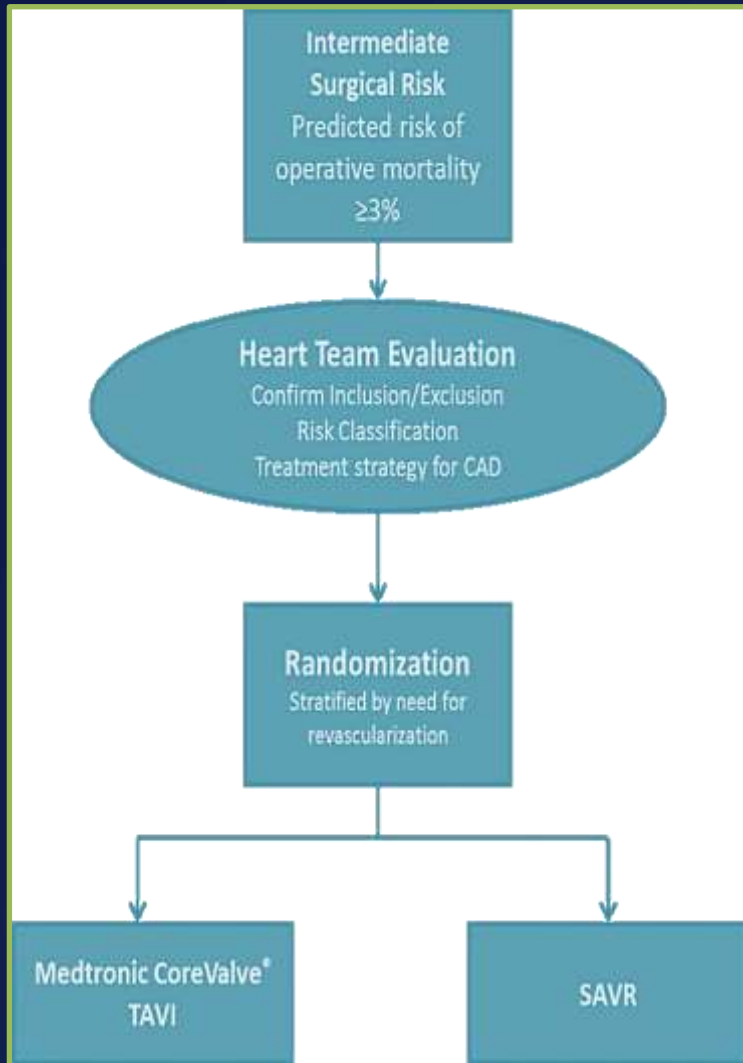 Intermediate
Surgical Risk
Predicted risk of
operative mortality
≥3%
Heart Team Evaluation
Confirm Inclusion/Exclusion
Risk Classification
Treatment strategy for CAD
Randomization
Stratified by need for
revascularization
Medtronic CoreValve®
TAVI
SAVR